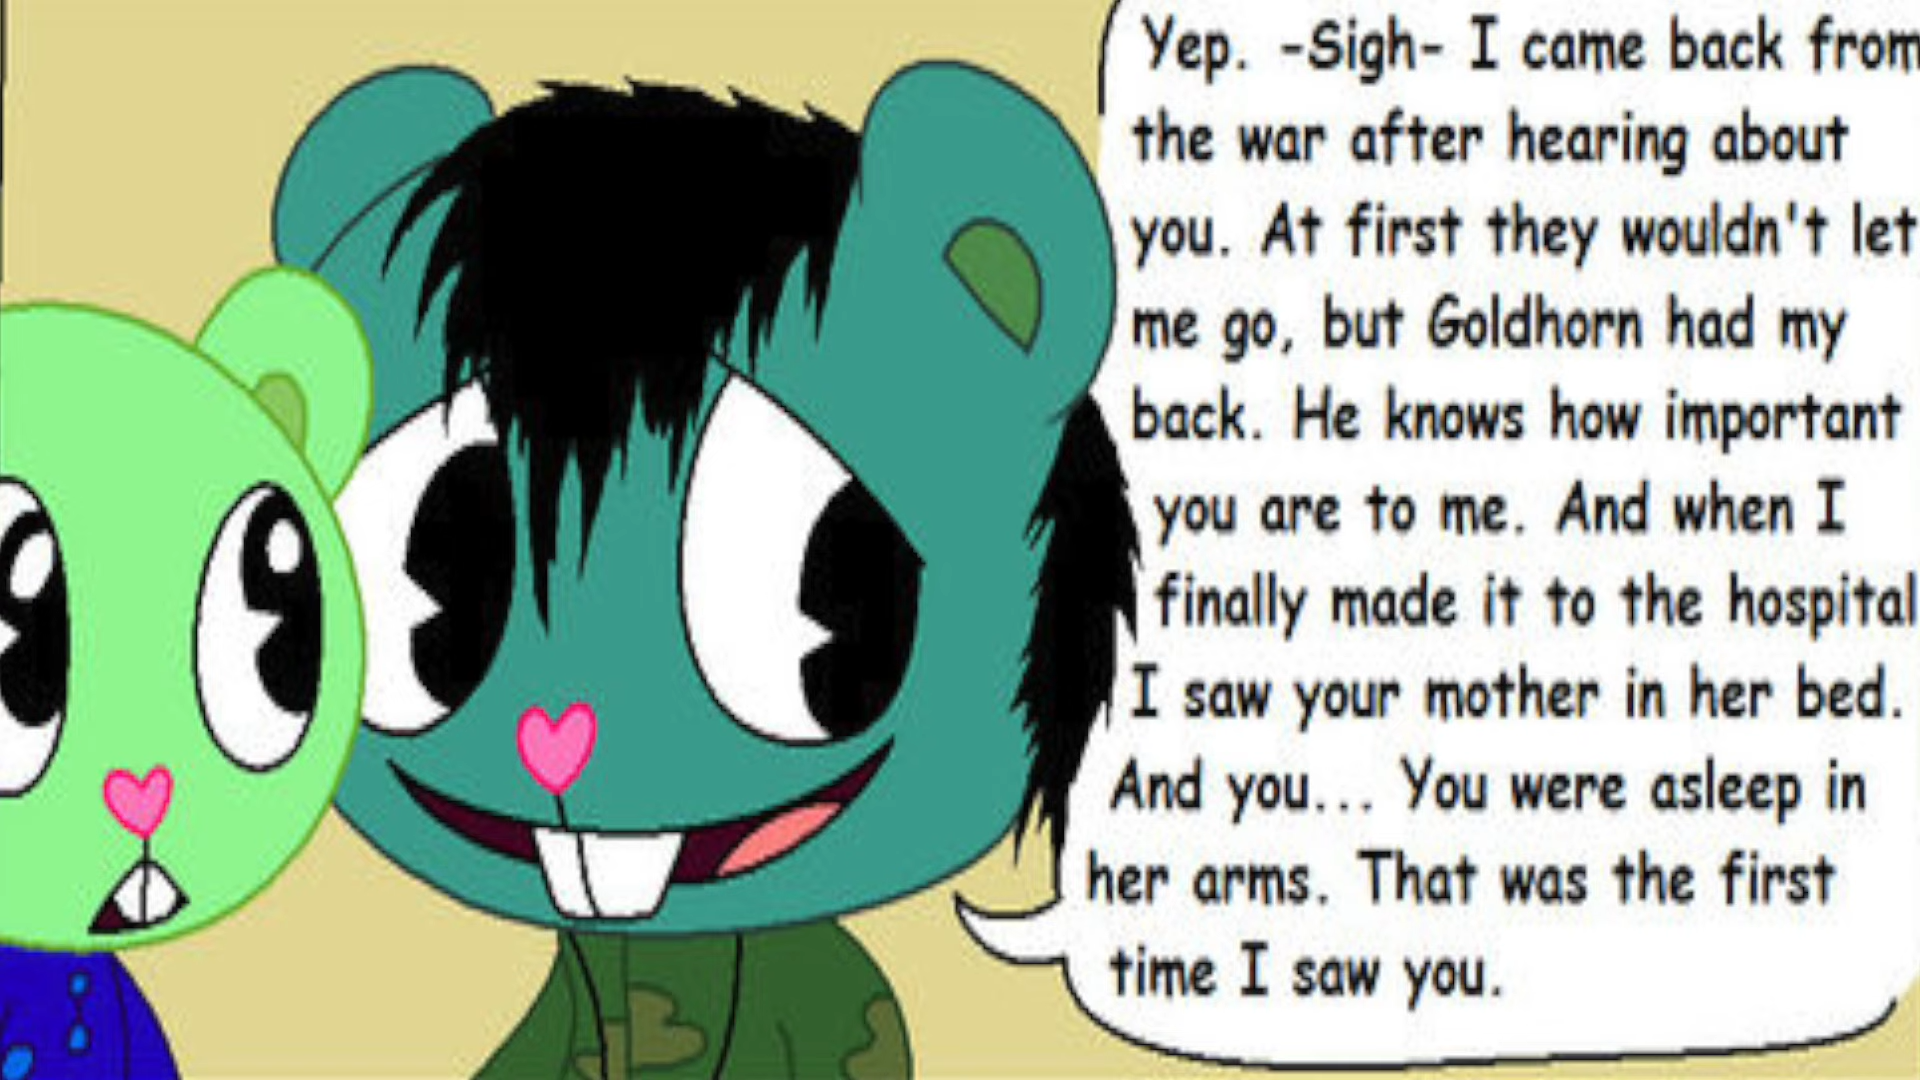 Yep. -Sigh- I came back from
the war after hearing about
you. At first they wouldn't let
me go, but Goldhorn had my
back. He knows how important
you are to me. And when I
finally made it to the hospital
I saw your mother in her bed.
And you... You were asleep in
her arms. That was the first
time I saw you.